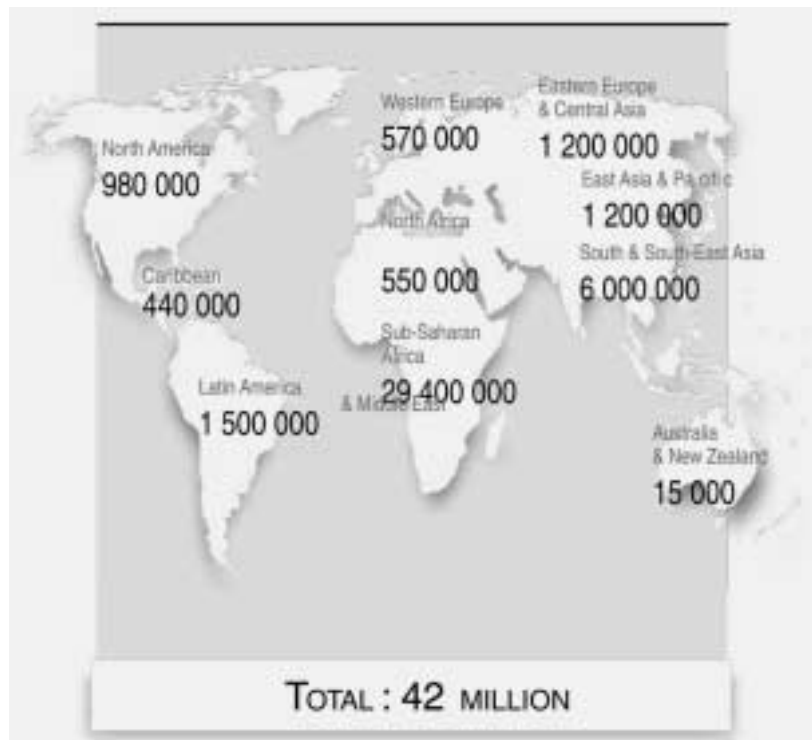 Western Europe
570 000
Eastern Europe
& Central Asia
1 200 000
North America
980 000
East Asia & Pacific
1 200 000
North Africa
550 000
South & South-East Asia
6 000 000
Caribbean
440 000
Sub-Saharan
Africa
29 400 000
& Middle East
Latin America
1 500 000
Australia
& New Zealand
15 000
TOTAL : 42 MILLION